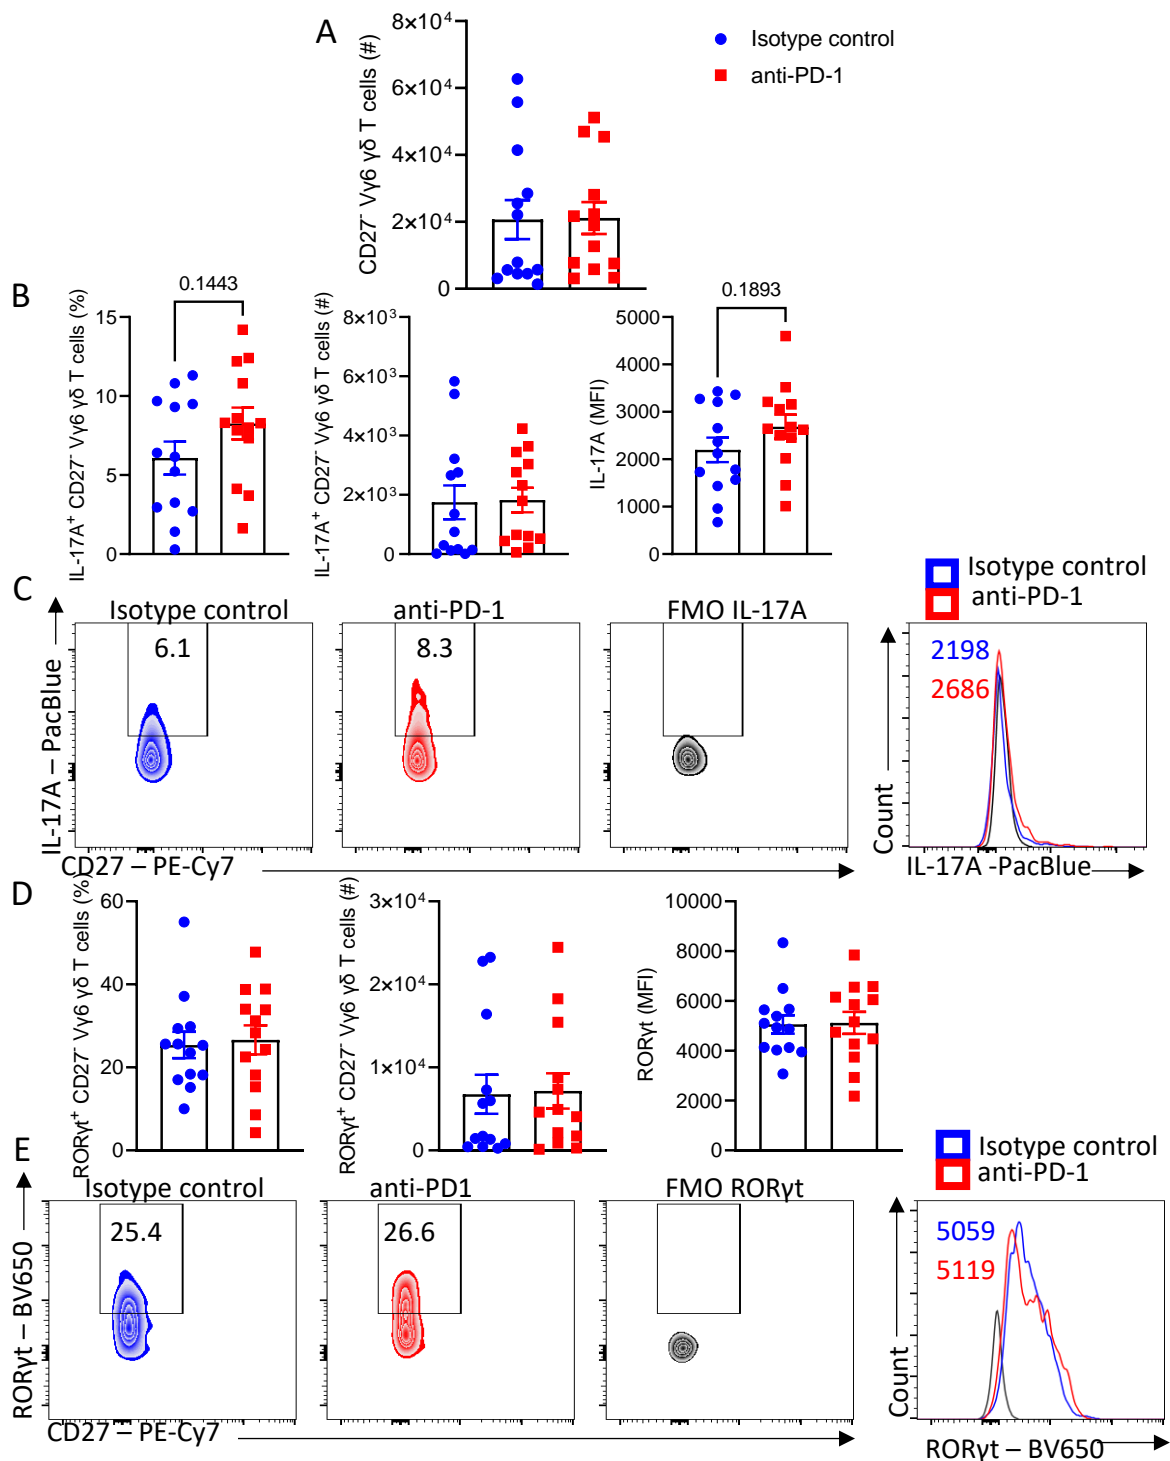 A
CD27⁻ Vγ6 γδ T cells (#)
8×10⁴
6×10⁴
4×10⁴
2×10⁴
0
Isotype control
anti-PD-1
B
IL-17A⁺ CD27⁻ Vγ6 γδ T cells (%)
15
10
5
0
0.1443
IL-17A⁺ CD27⁻ Vγ6 γδ T cells (#)
8×10³
6×10³
4×10³
2×10³
0
IL-17A (MFI)
5000
4000
3000
2000
1000
0
0.1893
C
IL-17A – PacBlue
Isotype control
6.1
anti-PD-1
8.3
FMO IL-17A
CD27 – PE-Cy7
Isotype control
anti-PD-1
2198
2686
Count
IL-17A -PacBlue
D
RORγt⁺ CD27⁻ Vγ6 γδ T cells (%)
60
40
20
0
RORγt⁺ CD27⁻ Vγ6 γδ T cells (#)
3×10⁴
2×10⁴
1×10⁴
0
RORγt (MFI)
10000
8000
6000
4000
2000
0
E
RORγt – BV650
Isotype control
25.4
anti-PD1
26.6
FMO RORγt
CD27 – PE-Cy7
Isotype control
anti-PD-1
5059
5119
Count
RORγt – BV650